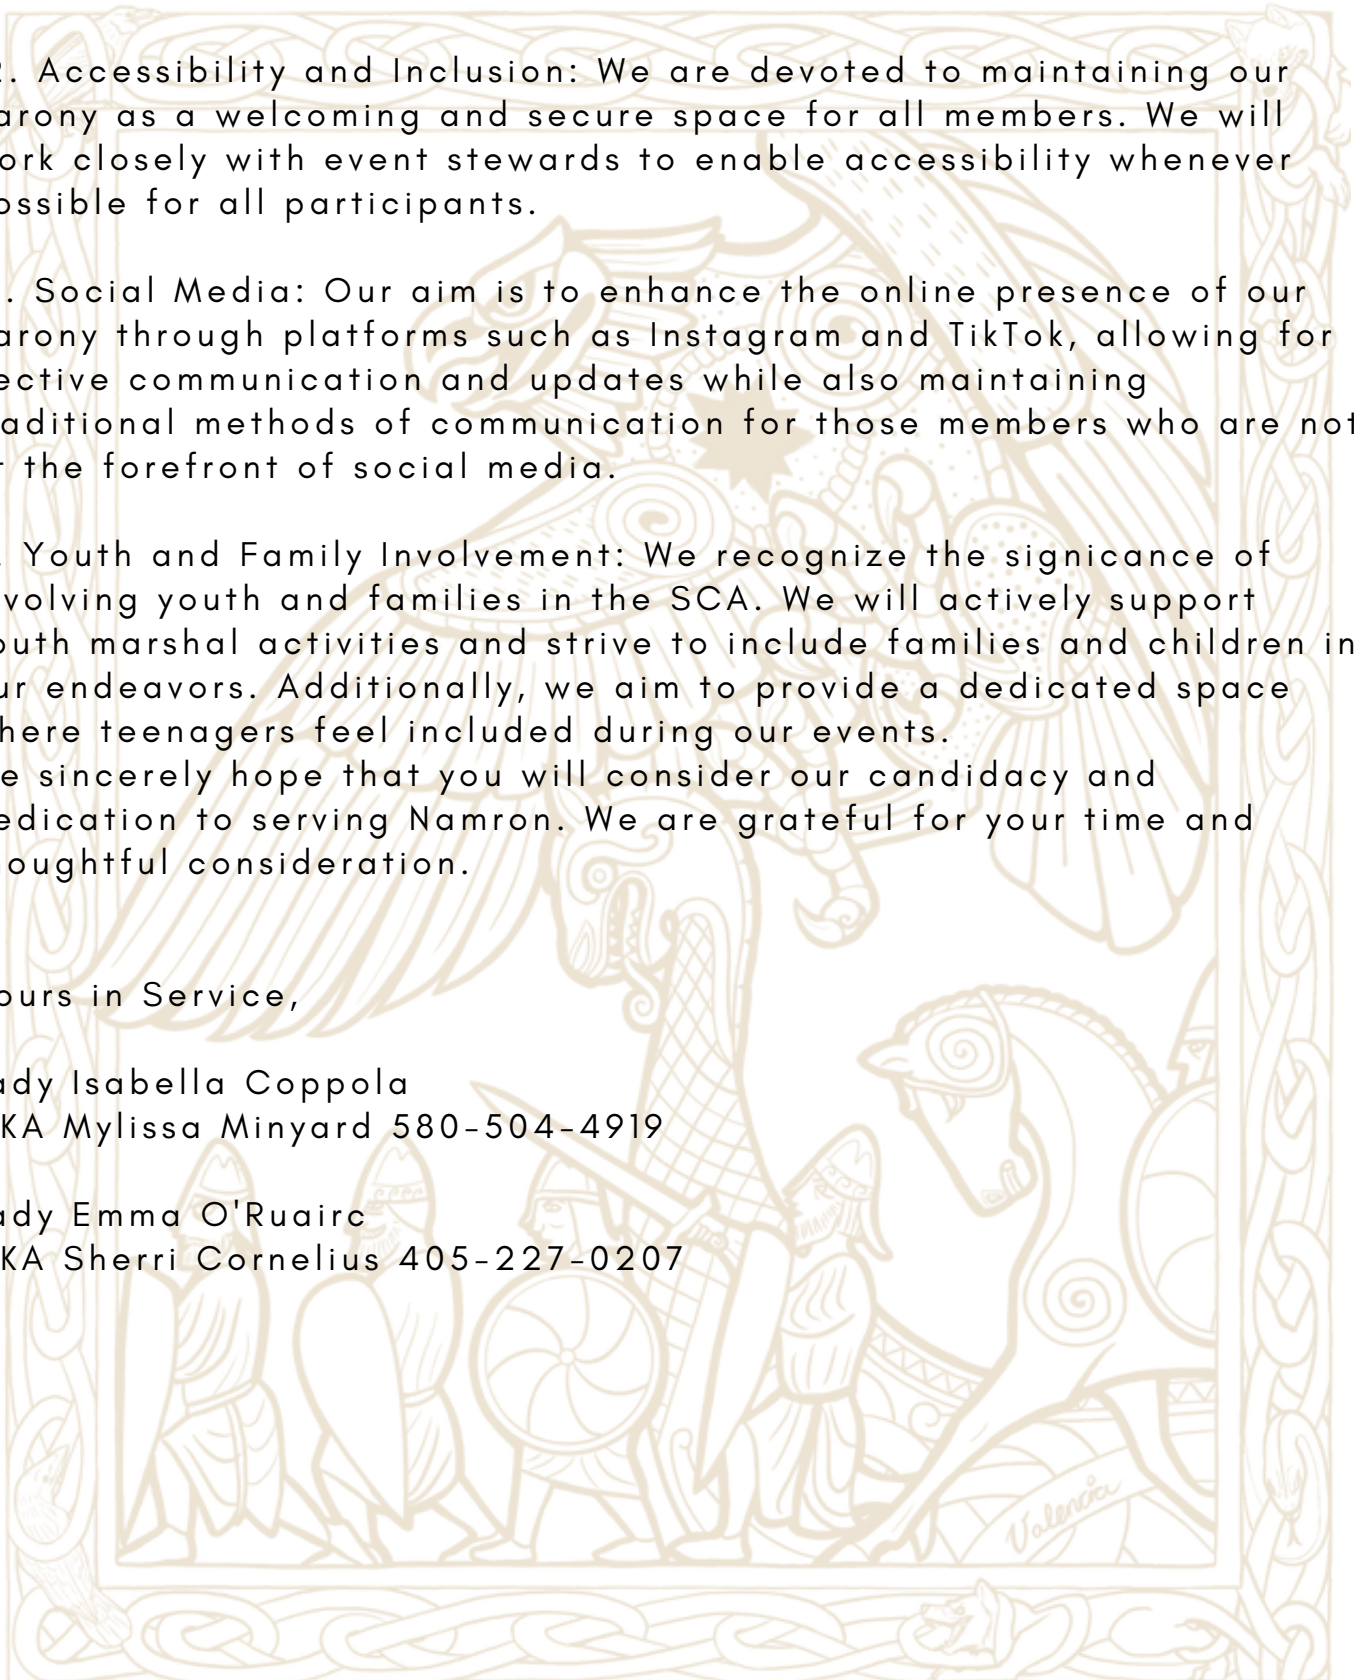 2. Accessibility and Inclusion: We are devoted to maintaining our
arony as a welcoming and secure space for all members. We will
ork closely with event stewards to enable accessibility whenever
ossible for all participants.
. Social Media: Our aim is to enhance the online presence of our
arony through platforms such as Instagram and TikTok, allowing for
ective communication and updates while also maintaining
aditional methods of communication for those members who are not
t the forefront of social media.
. Youth and Family Involvement: We recognize the signicance of
volving youth and families in the SCA. We will actively support
outh marshal activities and strive to include families and children in
ur endeavors. Additionally, we aim to provide a dedicated space
here teenagers feel included during our events.
e sincerely hope that you will consider our candidacy and
edication to serving Namron. We are grateful for your time and
oughtful consideration.
ours in Service,
ady Isabella Coppola
KA Mylissa Minyard 580-504-4919
ady Emma O'Ruairc
KA Sherri Cornelius 405-227-0207
Valencia